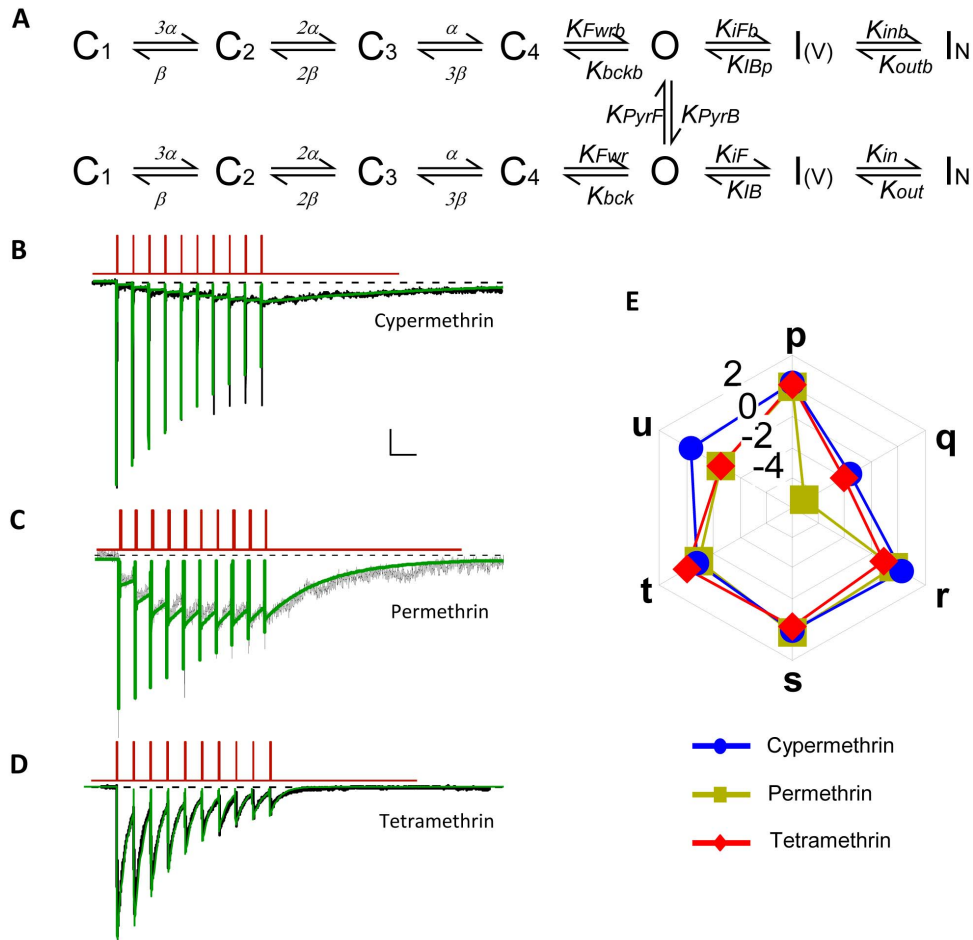 A
3α 2α α KFwrb KiFb Kinb
C1 C2 C3 C4 O I(V) IN
β 2β 3β Kbckb KIBp Koutb
KPyrF KPyrB
3α 2α α KFwr KiF Kin
C1 C2 C3 C4 O I(V) IN
β 2β 3β Kbck KIB Kout
B
Cypermethrin
C
Permethrin
D
Tetramethrin
E
p
2
0
-2
-4
u
q
t
r
s
Cypermethrin
Permethrin
Tetramethrin